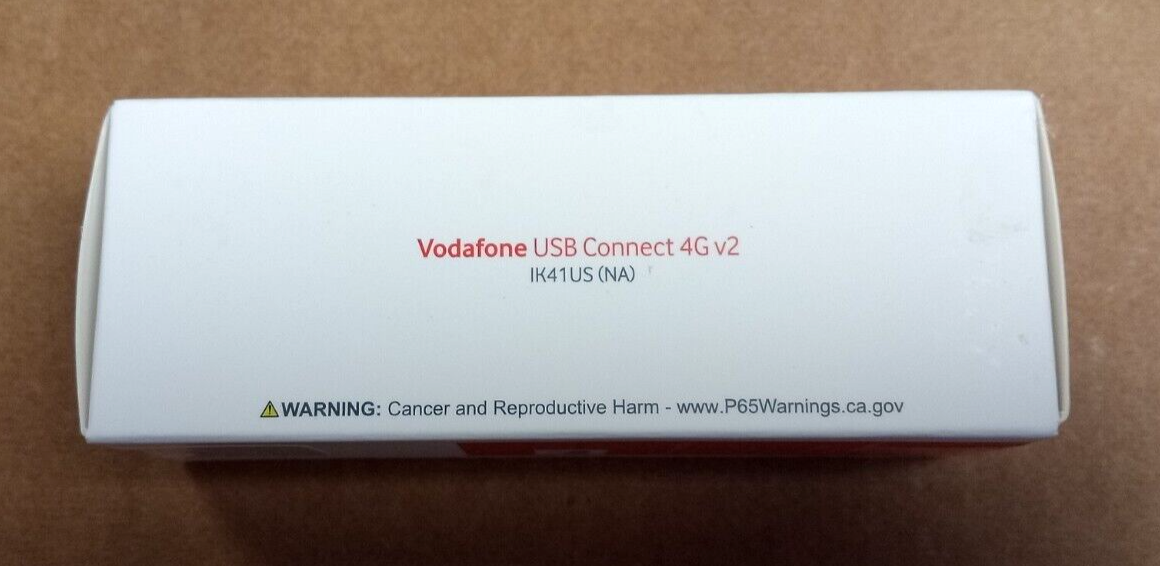 Vodafone USB Connect 4G v2
IK41US (NA)
⚠WARNING: Cancer and Reproductive Harm - www.P65Warnings.ca.gov